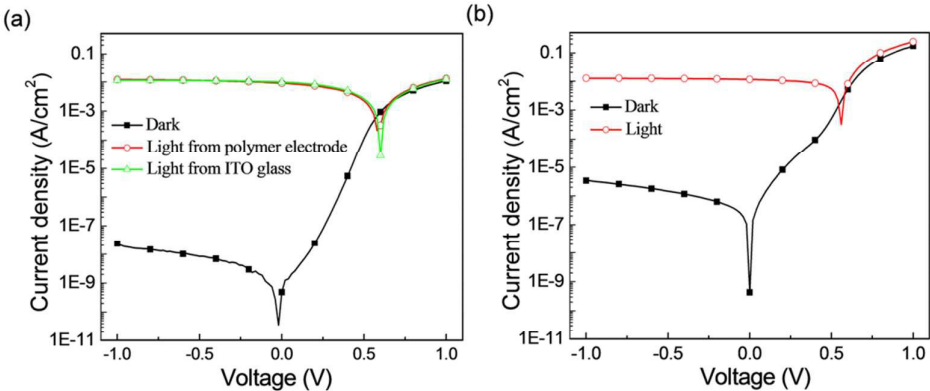 (a)
Current density (A/cm²)
0.1
1E-3
1E-5
1E-7
1E-9
1E-11
Dark
Light from polymer electrode
Light from ITO glass
-1.0 -0.5 0.0 0.5 1.0
Voltage (V)
(b)
Current density (A/cm²)
0.1
1E-3
1E-5
1E-7
1E-9
1E-11
Dark
Light
-1.0 -0.5 0.0 0.5 1.0
Voltage (V)